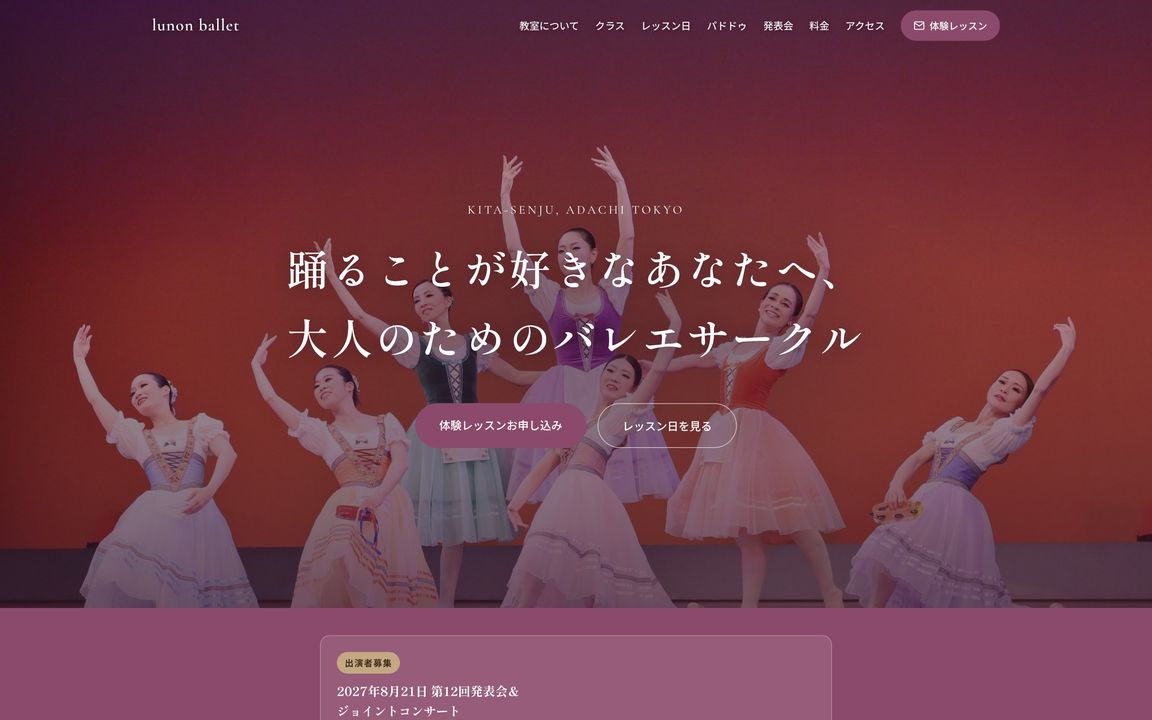 lunon ballet
教室について クラス レッスン日 パドドゥ 発表会 料金 アクセス 体験レッスン
KITA-SENJU, ADACHI TOKYO
踊ることが好きなあなたへ、
大人のためのバレエサークル
体験レッスンお申し込み レッスン日を見る
出演者募集
2027年8月21日 第12回発表会&
ジョイントコンサート